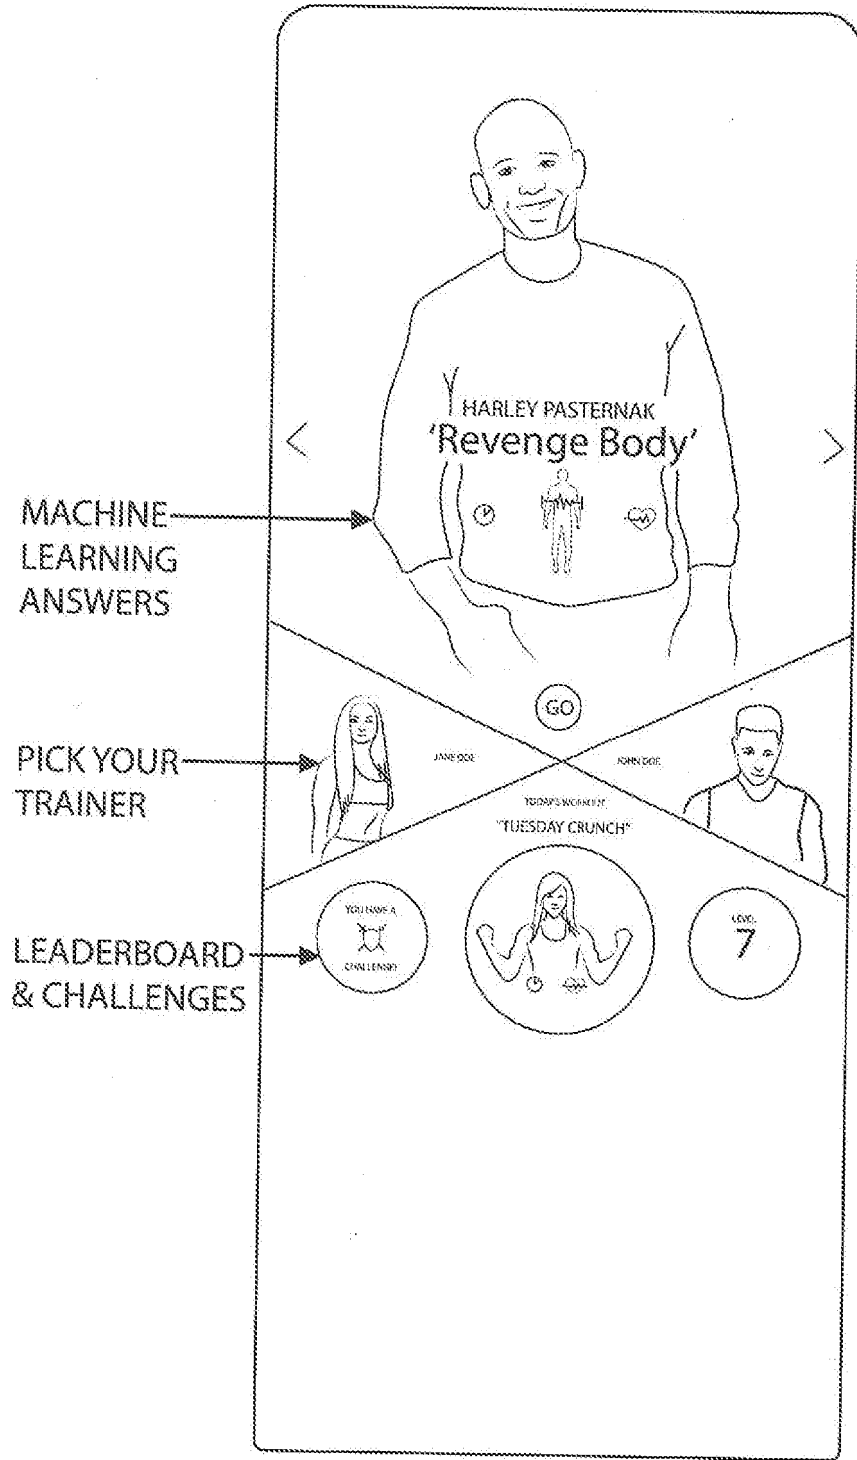 HARLEY PASTERNAK
'Revenge Body'
MACHINE
LEARNING
ANSWERS
GO
PICK YOUR
TRAINER
JANE DOE
JOHN DOE
TODAY'S WORKOUT
"TUESDAY CRUNCH"
LEADERBOARD
& CHALLENGES
YOU HAVE A
CHALLENGE!
LEVEL
7